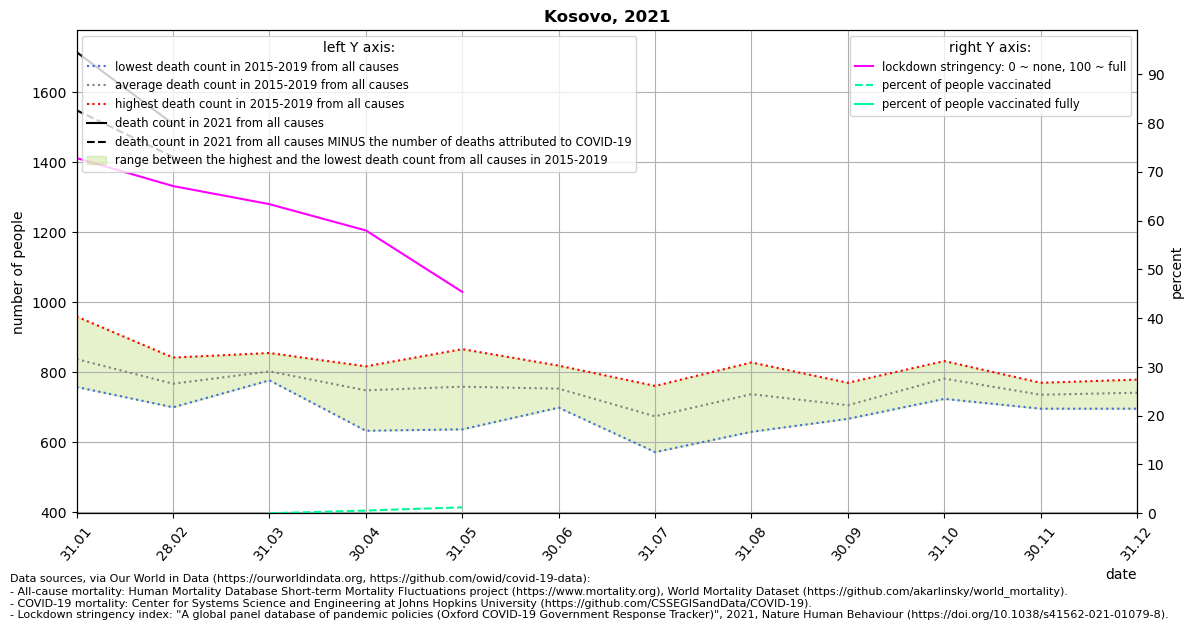 Kosovo, 2021
left Y axis:
lowest death count in 2015-2019 from all causes
average death count in 2015-2019 from all causes
highest death count in 2015-2019 from all causes
death count in 2021 from all causes
death count in 2021 from all causes MINUS the number of deaths attributed to COVID-19
range between the highest and the lowest death count from all causes in 2015-2019
right Y axis:
lockdown stringency: 0 ~ none, 100 ~ full
percent of people vaccinated
percent of people vaccinated fully
number of people
1600
1400
1200
1000
800
600
400
percent
90
80
70
60
50
40
30
20
10
0
31.01
28.02
31.03
30.04
31.05
30.06
31.07
31.08
30.09
31.10
30.11
31.12
date
Data sources, via Our World in Data (https://ourworldindata.org, https://github.com/owid/covid-19-data):
- All-cause mortality: Human Mortality Database Short-term Mortality Fluctuations project (https://www.mortality.org), World Mortality Dataset (https://github.com/akarlinsky/world_mortality).
- COVID-19 mortality: Center for Systems Science and Engineering at Johns Hopkins University (https://github.com/CSSEGISandData/COVID-19).
- Lockdown stringency index: "A global panel database of pandemic policies (Oxford COVID-19 Government Response Tracker)", 2021, Nature Human Behaviour (https://doi.org/10.1038/s41562-021-01079-8).